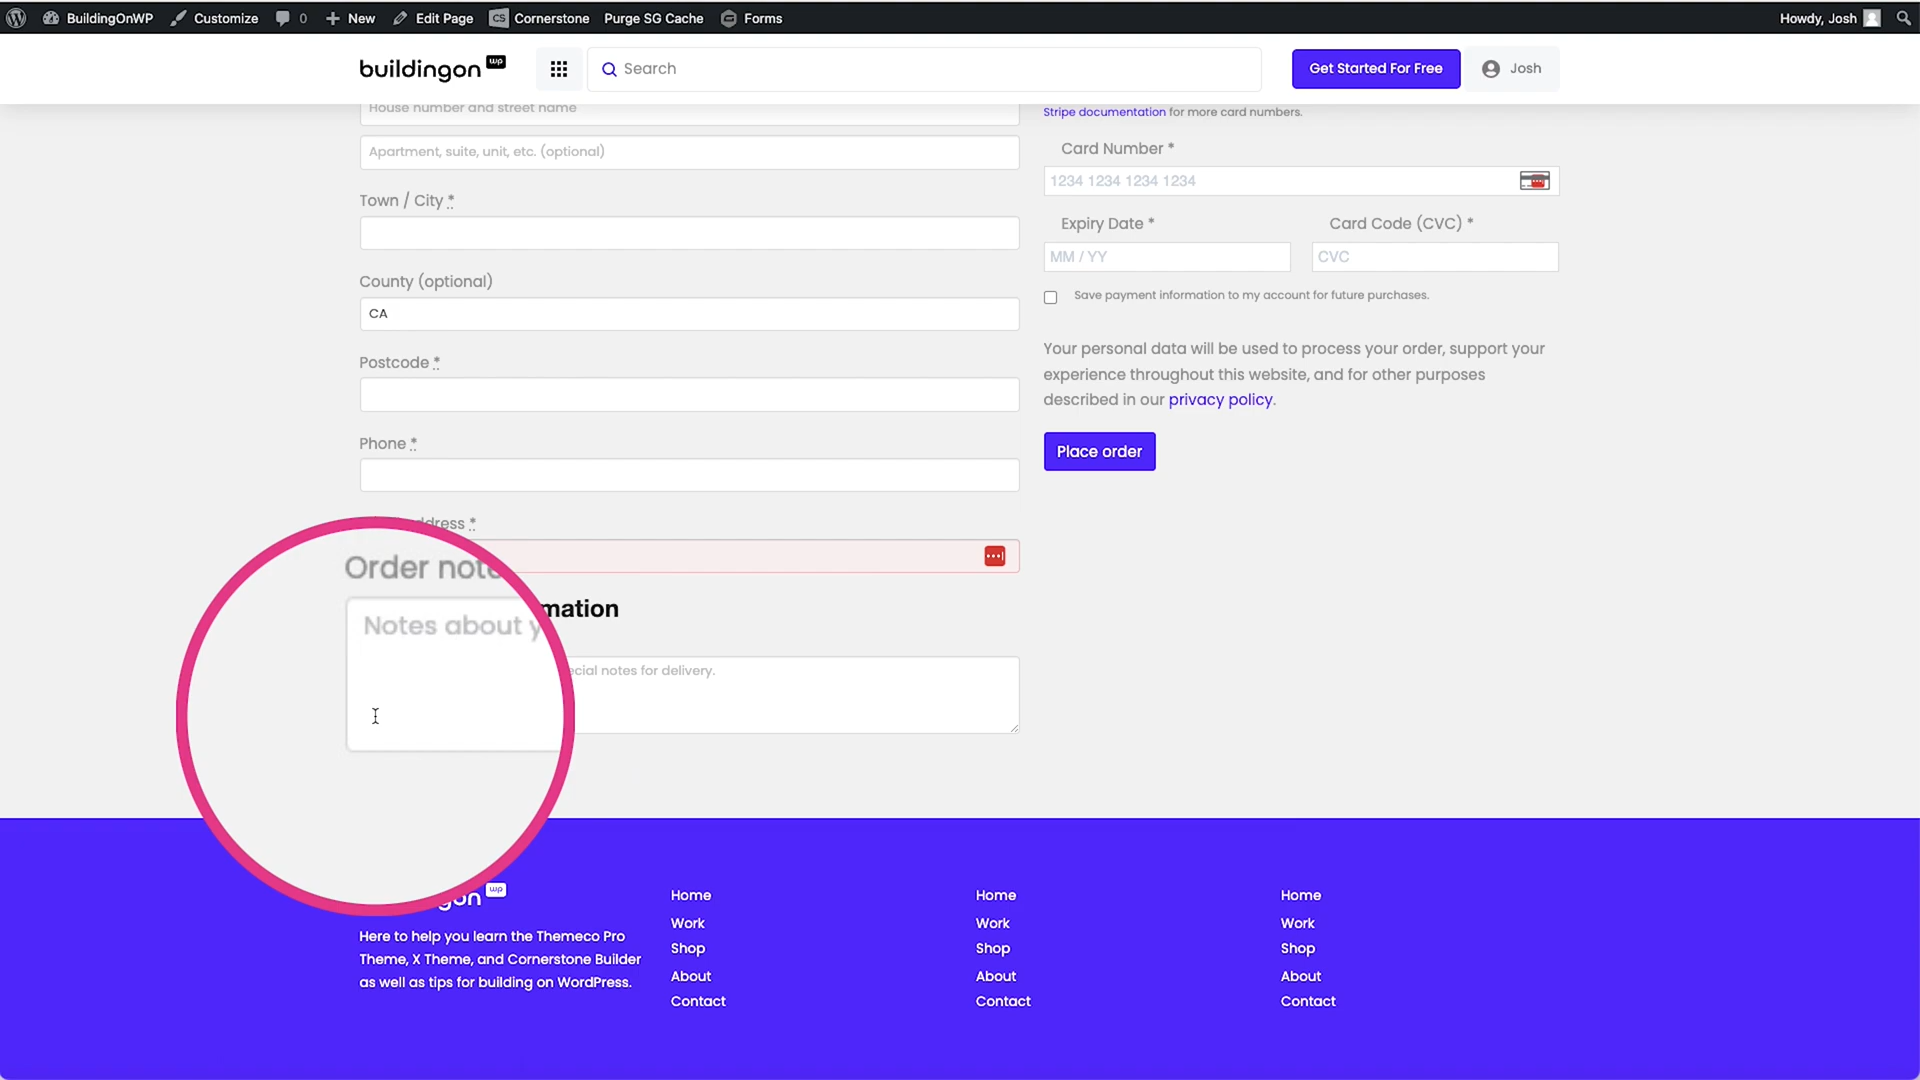 BuildingOnWP Customize 0 New Edit Page CS Cornerstone Purge SG Cache Forms Howdy, Josh
buildingon wp Search Get Started For Free Josh
House number and street name
Apartment, suite, unit, etc. (optional)
Town / City *
County (optional)
CA
Postcode *
Phone *
dress *
Order note
mation
Notes about y
ecial notes for delivery.
Stripe documentation for more card numbers.
Card Number *
1234 1234 1234 1234
Expiry Date * Card Code (CVC) *
MM / YY CVC
Save payment information to my account for future purchases.
Your personal data will be used to process your order, support your
experience throughout this website, and for other purposes
described in our privacy policy.
Place order
gon wp
Here to help you learn the Themeco Pro
Theme, X Theme, and Cornerstone Builder
as well as tips for building on WordPress.
Home
Work
Shop
About
Contact
Home
Work
Shop
About
Contact
Home
Work
Shop
About
Contact